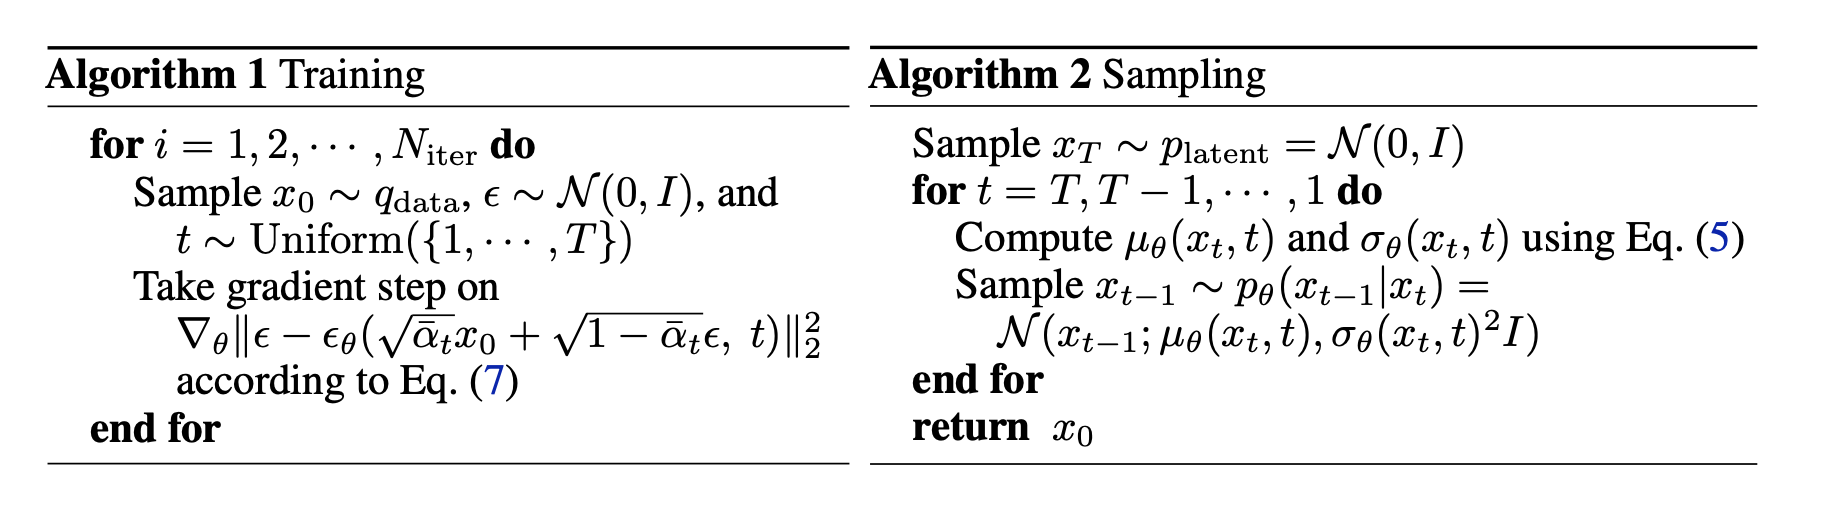 Algorithm 1 Training
for i = 1, 2, ⋯ , N_iter do
Sample x_0 ∼ q_data, ϵ ∼ 𝒩(0, I), and
t ∼ Uniform({1, ⋯ , T})
Take gradient step on
∇_θ‖ϵ − ϵ_θ(√ᾱ_t x_0 + √(1 − ᾱ_t)ϵ, t)‖_2^2
according to Eq. (7)
end for
Algorithm 2 Sampling
Sample x_T ∼ p_latent = 𝒩(0, I)
for t = T, T − 1, ⋯ , 1 do
Compute μ_θ(x_t, t) and σ_θ(x_t, t) using Eq. (5)
Sample x_{t−1} ∼ p_θ(x_{t−1}|x_t) =
𝒩(x_{t−1}; μ_θ(x_t, t), σ_θ(x_t, t)^2 I)
end for
return x_0